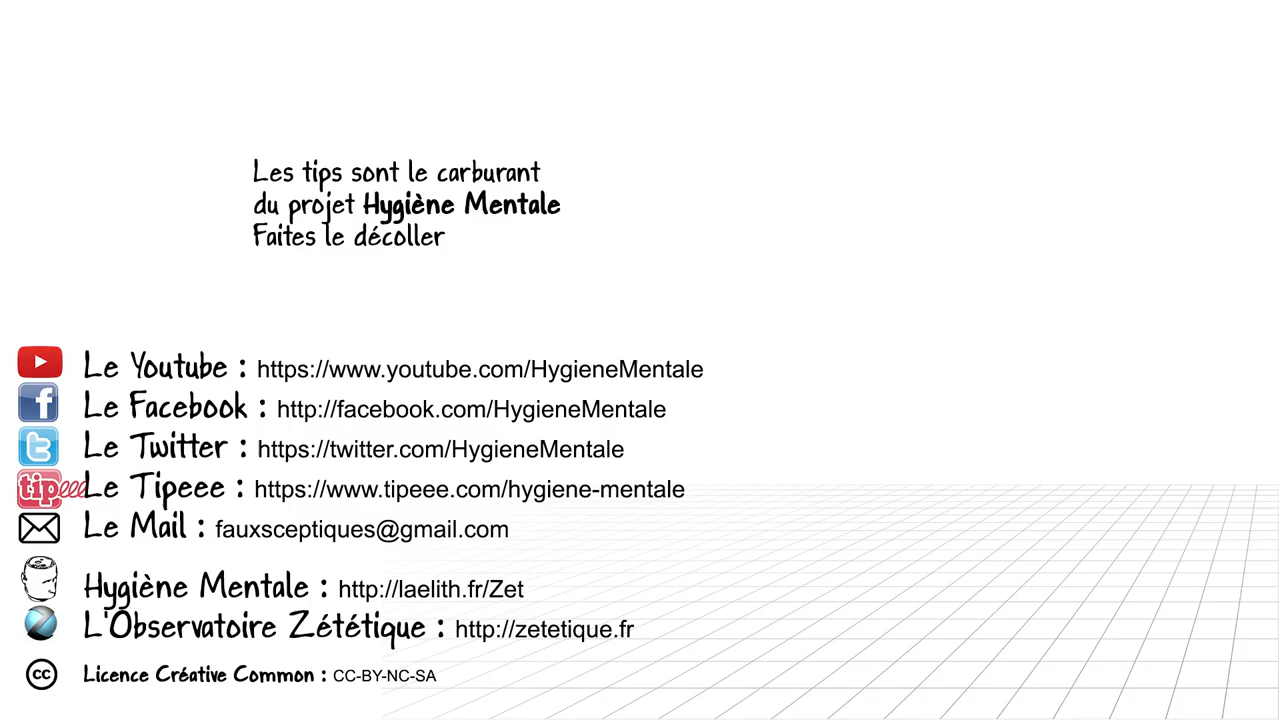 Les tips sont le carburant
du projet Hygiène Mentale
Faites le décoller
Le Youtube : https://www.youtube.com/HygieneMentale
Le Facebook : http://facebook.com/HygieneMentale
Le Twitter : https://twitter.com/HygieneMentale
tipeee Le Tipeee : https://www.tipeee.com/hygiene-mentale
Le Mail : fauxsceptiques@gmail.com
Hygiène Mentale : http://laelith.fr/Zet
L'Observatoire Zététique : http://zetetique.fr
cc Licence Créative Common : CC-BY-NC-SA